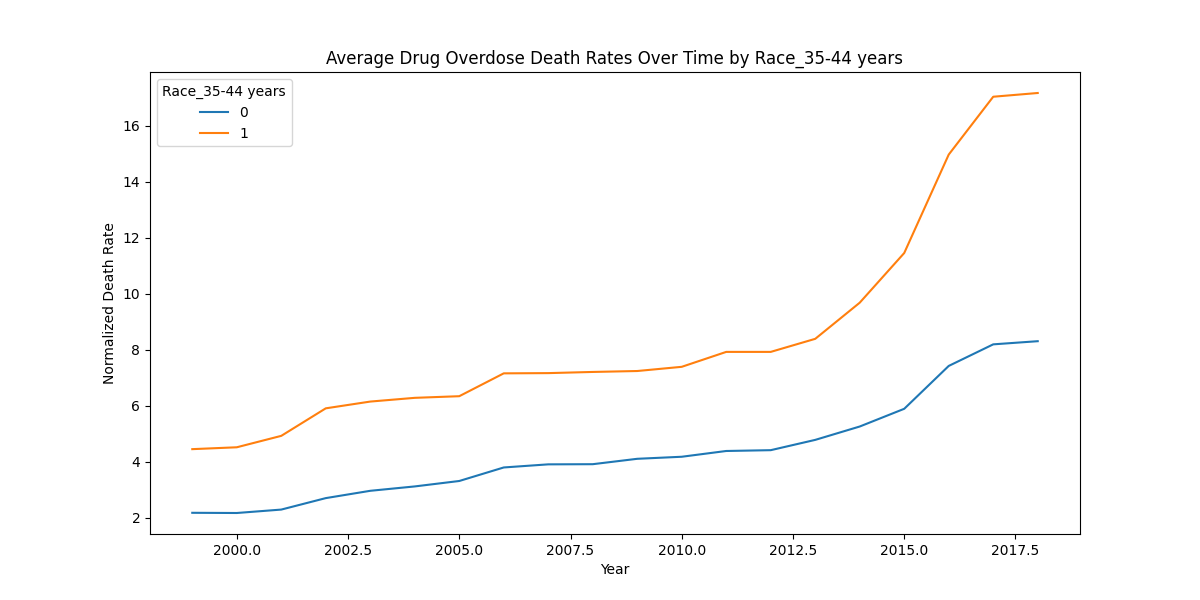 Average Drug Overdose Death Rates Over Time by Race_35-44 years
Race_35-44 years
0
1
16
14
12
10
8
6
4
2
Normalized Death Rate
2000.0 2002.5 2005.0 2007.5 2010.0 2012.5 2015.0 2017.5
Year